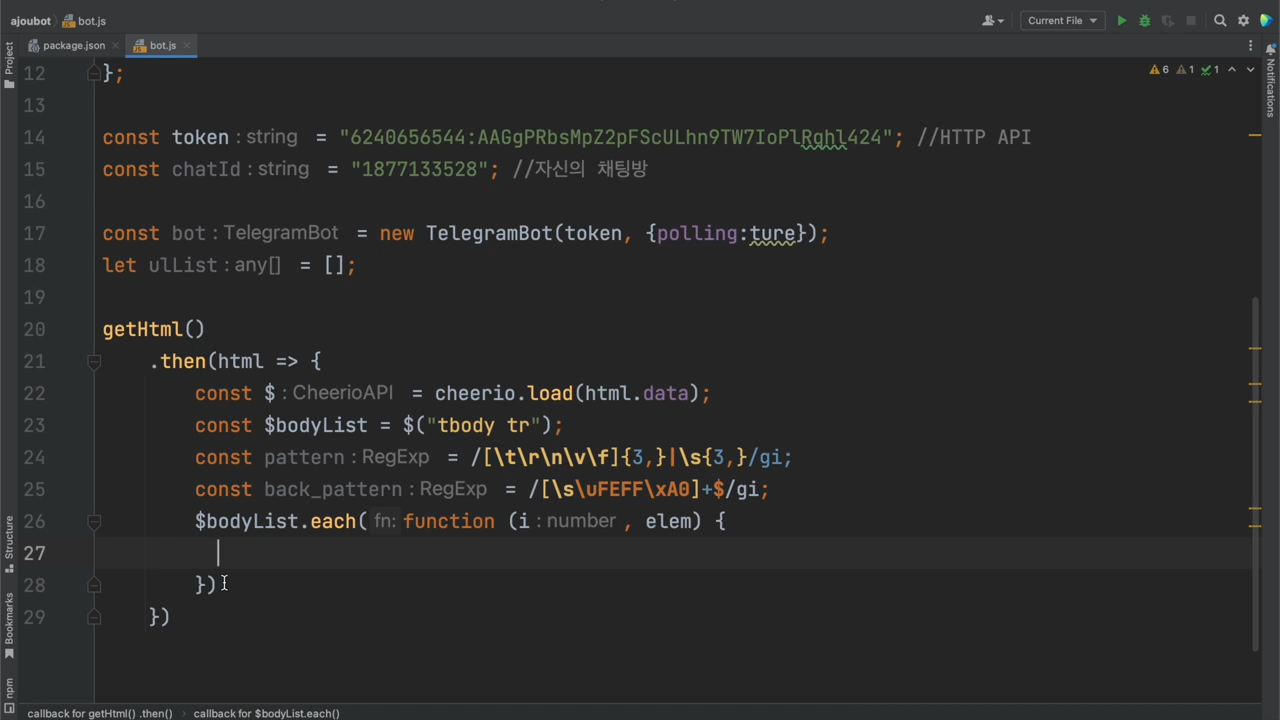 ajoubot bot.js Current File
package.json bot.js
Project
Notifications
6 1 1
12 };
13
14 const token : string = "6240656544:AAGgPRbsMpZ2pFScULhn9TW7IoPlRqhl424"; //HTTP API
15 const chatId : string = "1877133528"; //자신의 채팅방
16
17 const bot : TelegramBot = new TelegramBot(token, {polling:ture});
18 let ulList : any[] = [];
19
20 getHtml()
21 .then(html => {
22 const $ : CheerioAPI = cheerio.load(html.data);
23 const $bodyList = $("tbody tr");
24 const pattern : RegExp = /[\t\r\n\v\f]{3,}|\s{3,}/gi;
25 const back_pattern : RegExp = /[\s\uFEFF\xA0]+$/gi;
26 $bodyList.each( fn: function (i : number , elem) {
27
28 })
29 })
Structure
Bookmarks
npm
callback for getHtml() .then() callback for $bodyList.each()